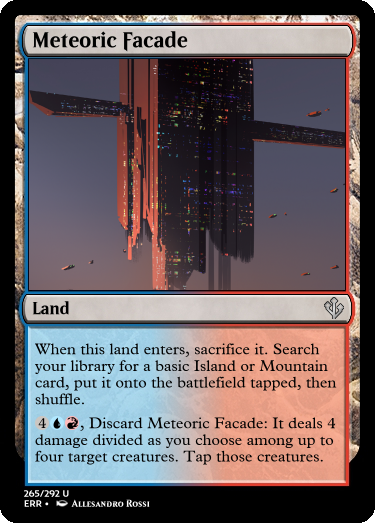 Meteoric Facade
Land
When this land enters, sacrifice it. Search
your library for a basic Island or Mountain
card, put it onto the battlefield tapped, then
shuffle.
4, Discard Meteoric Facade: It deals 4
damage divided as you choose among up to
four target creatures. Tap those creatures.
265/292 U
ERR • Allesandro Rossi